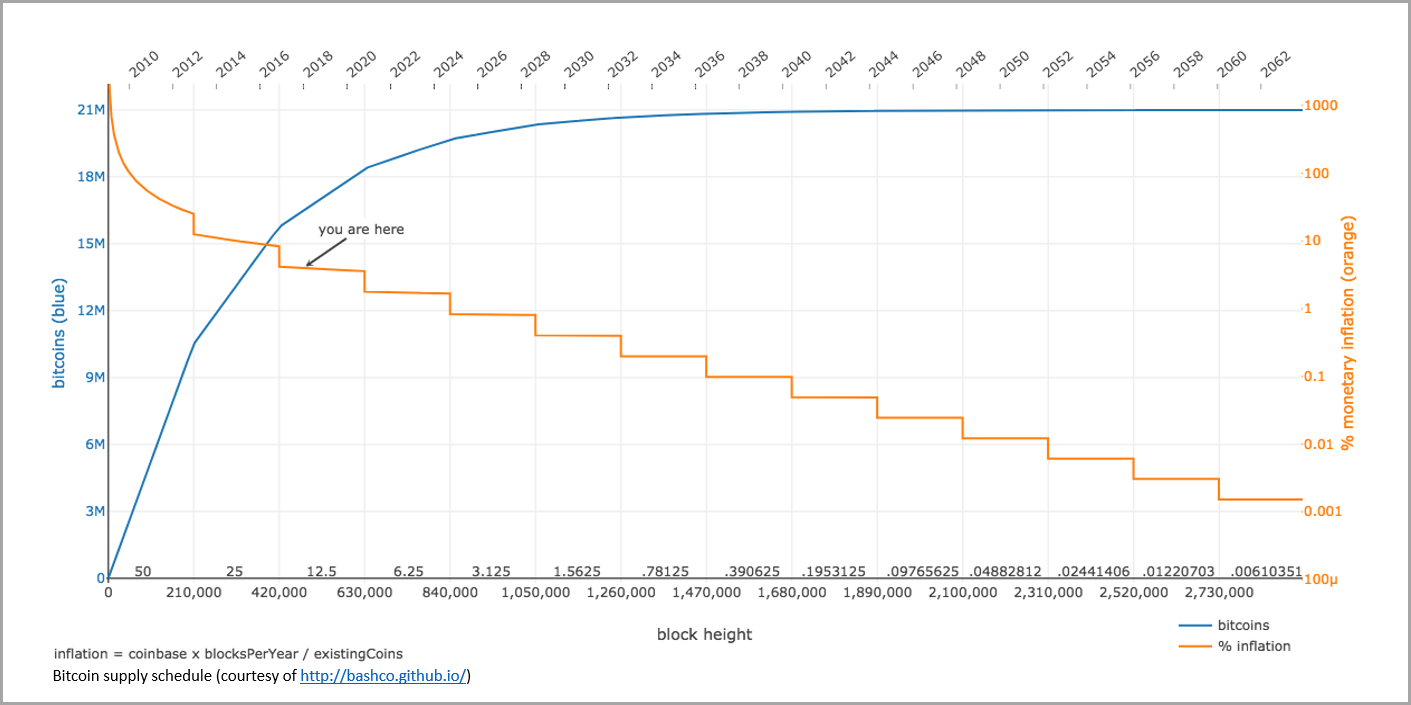 2010 2012 2014 2016 2018 2020 2022 2024 2026 2028 2030 2032 2034 2036 2038 2040 2042 2044 2046 2048 2050 2052 2054 2056 2058 2060 2062
21M
18M
15M
12M
9M
6M
3M
0
bitcoins (blue)
you are here
1000
100
10
1
0.1
0.01
0.001
100μ
% monetary inflation (orange)
50 25 12.5 6.25 3.125 1.5625 .78125 .390625 .1953125 .09765625 .04882812 .02441406 .01220703 .00610351
0 210,000 420,000 630,000 840,000 1,050,000 1,260,000 1,470,000 1,680,000 1,890,000 2,100,000 2,310,000 2,520,000 2,730,000
block height
bitcoins
% inflation
inflation = coinbase x blocksPerYear / existingCoins
Bitcoin supply schedule (courtesy of http://bashco.github.io/)